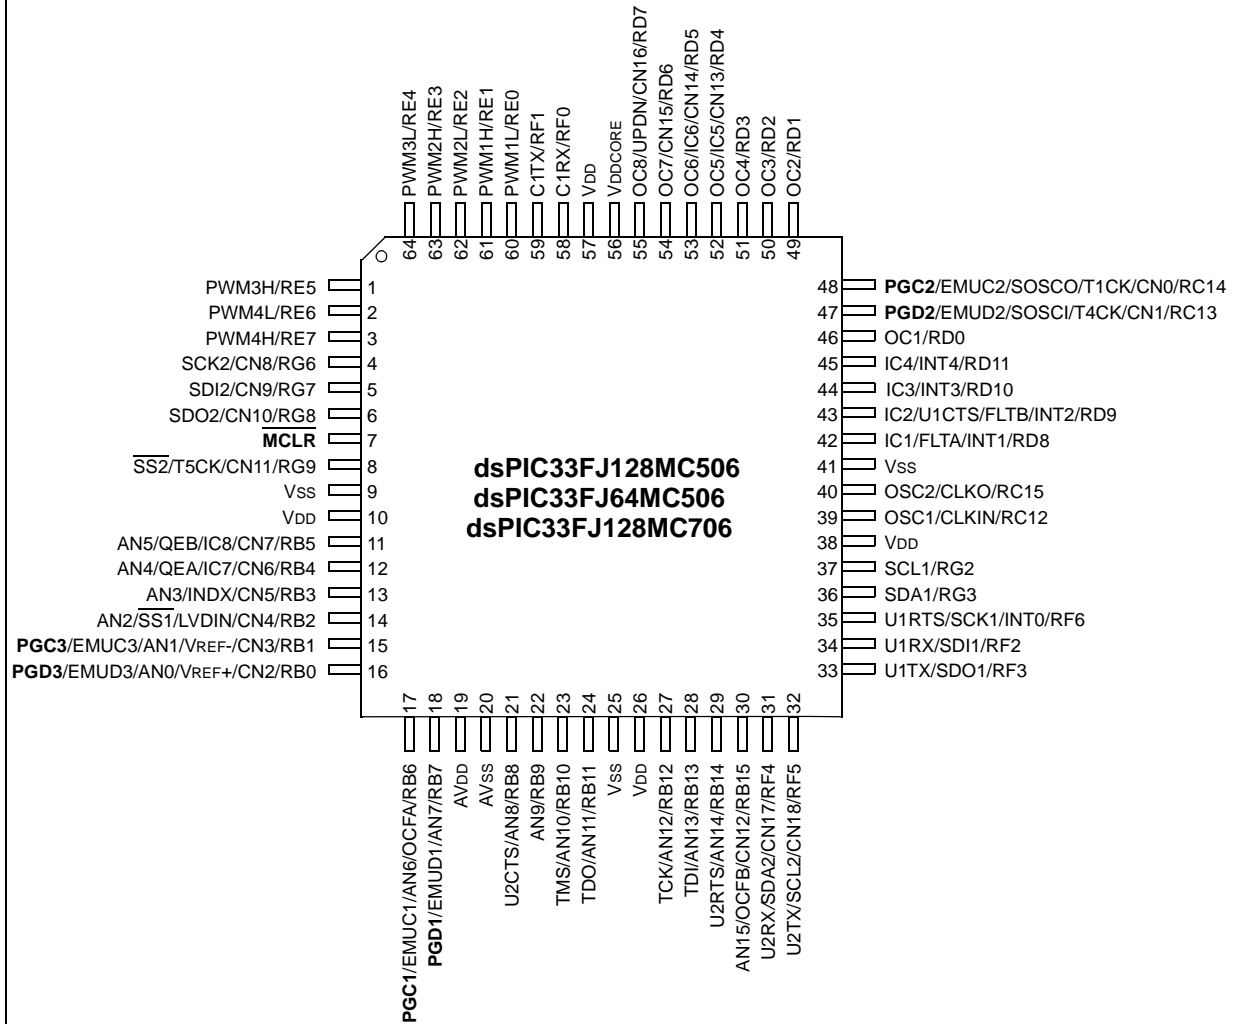 PWM3L/RE4
PWM2H/RE3
PWM2L/RE2
PWM1H/RE1
PWM1L/RE0
C1TX/RF1
C1RX/RF0
VDD
VDDCORE
OC8/UPDN/CN16/RD7
OC7/CN15/RD6
OC6/IC6/CN14/RD5
OC5/IC5/CN13/RD4
OC4/RD3
OC3/RD2
OC2/RD1
64 63 62 61 60 59 58 57 56 55 54 53 52 51 50 49
PWM3H/RE5 1
PWM4L/RE6 2
PWM4H/RE7 3
SCK2/CN8/RG6 4
SDI2/CN9/RG7 5
SDO2/CN10/RG8 6
MCLR 7
SS2/T5CK/CN11/RG9 8
VSS 9
VDD 10
AN5/QEB/IC8/CN7/RB5 11
AN4/QEA/IC7/CN6/RB4 12
AN3/INDX/CN5/RB3 13
AN2/SS1/LVDIN/CN4/RB2 14
PGC3/EMUC3/AN1/VREF-/CN3/RB1 15
PGD3/EMUD3/AN0/VREF+/CN2/RB0 16
dsPIC33FJ128MC506
dsPIC33FJ64MC506
dsPIC33FJ128MC706
48 PGC2/EMUC2/SOSCO/T1CK/CN0/RC14
47 PGD2/EMUD2/SOSCI/T4CK/CN1/RC13
46 OC1/RD0
45 IC4/INT4/RD11
44 IC3/INT3/RD10
43 IC2/U1CTS/FLTB/INT2/RD9
42 IC1/FLTA/INT1/RD8
41 VSS
40 OSC2/CLKO/RC15
39 OSC1/CLKIN/RC12
38 VDD
37 SCL1/RG2
36 SDA1/RG3
35 U1RTS/SCK1/INT0/RF6
34 U1RX/SDI1/RF2
33 U1TX/SDO1/RF3
17 18 19 20 21 22 23 24 25 26 27 28 29 30 31 32
PGC1/EMUC1/AN6/OCFA/RB6
PGD1/EMUD1/AN7/RB7
AVDD
AVSS
U2CTS/AN8/RB8
AN9/RB9
TMS/AN10/RB10
TDO/AN11/RB11
VSS
VDD
TCK/AN12/RB12
TDI/AN13/RB13
U2RTS/AN14/RB14
AN15/OCFB/CN12/RB15
U2RX/SDA2/CN17/RF4
U2TX/SCL2/CN18/RF5